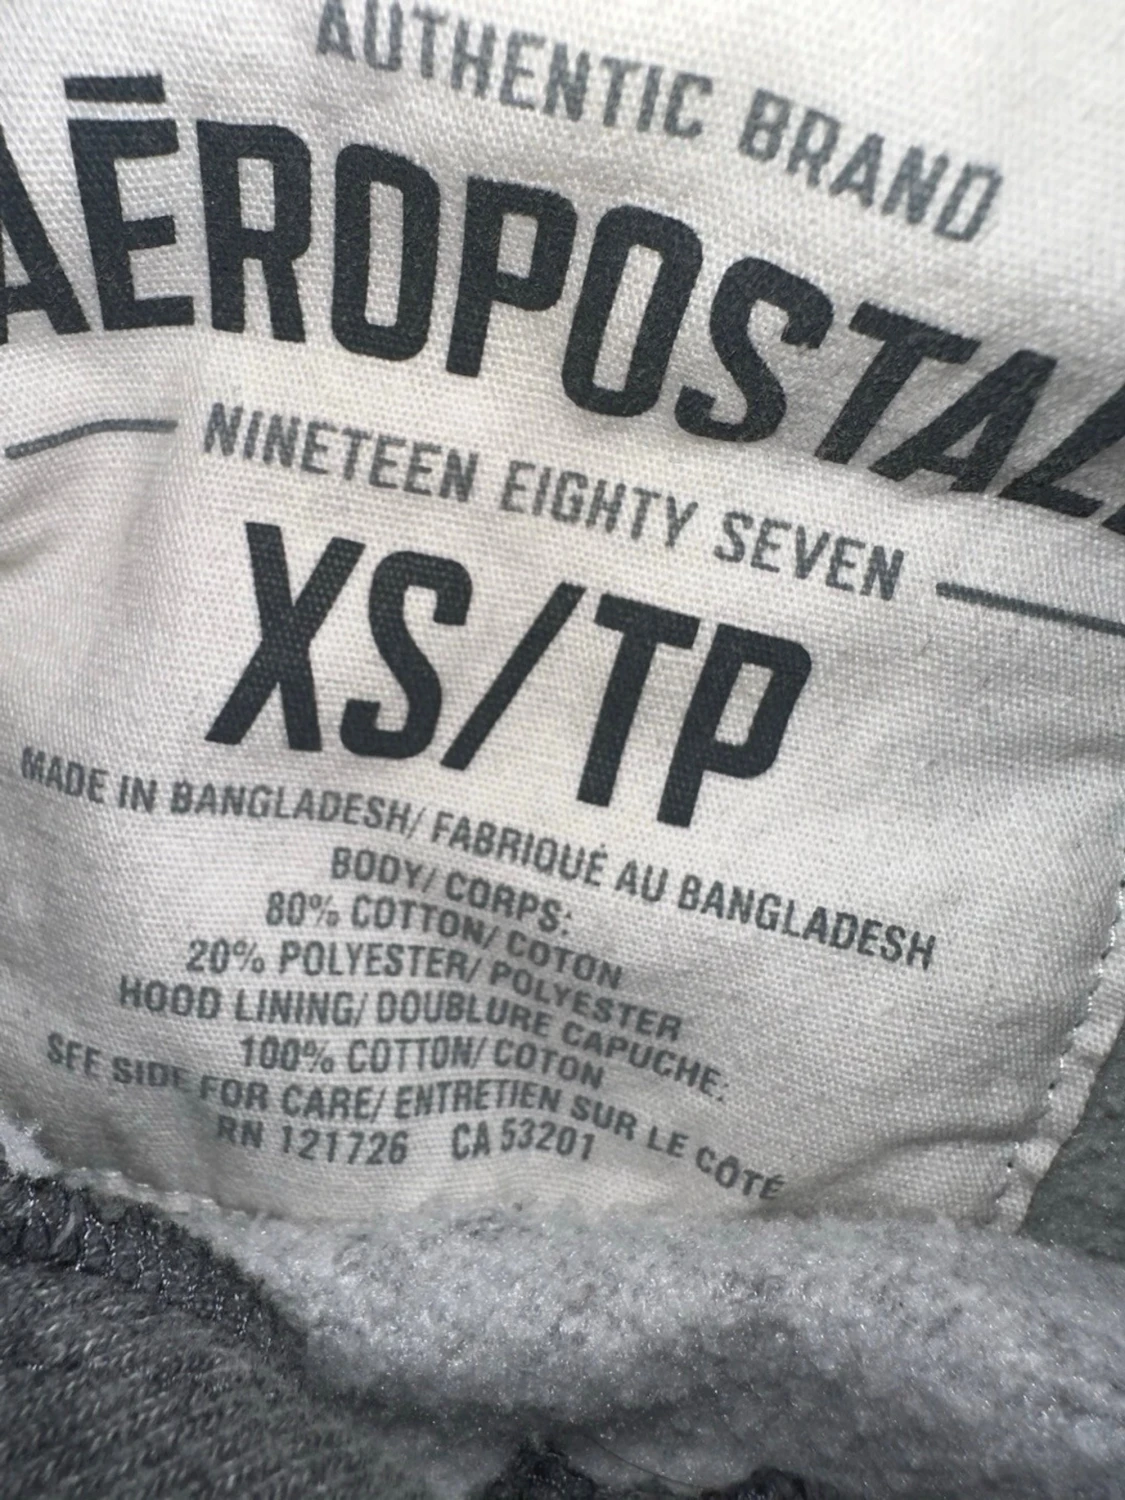 AUTHENTIC BRAND
AĒROPOSTAL
NINETEEN EIGHTY SEVEN
XS/TP
MADE IN BANGLADESH/ FABRIQUÉ AU BANGLADESH
BODY/ CORPS:
80% COTTON/ COTON
20% POLYESTER/ POLYESTER
HOOD LINING/ DOUBLURE CAPUCHE:
100% COTTON/ COTON
SEE SIDE FOR CARE/ ENTRETIEN SUR LE CÔTÉ
RN 121726 CA 53201